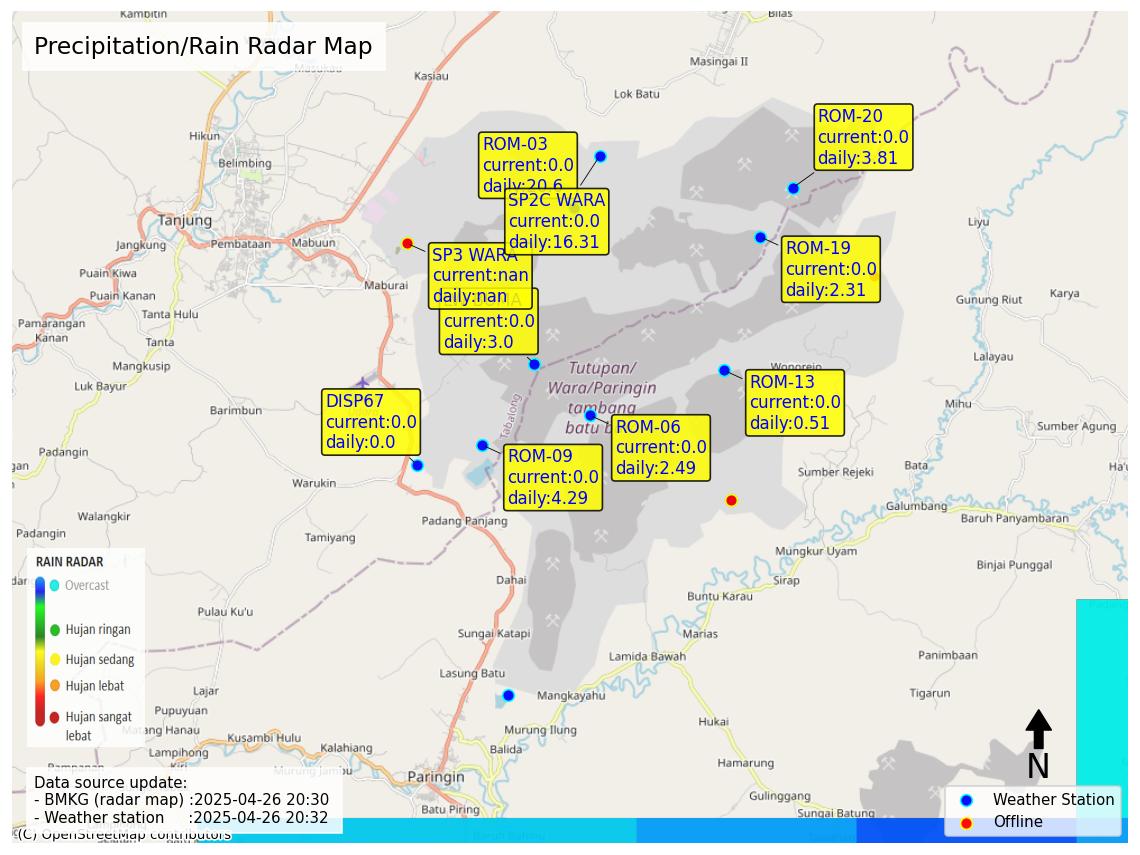 Kambitin
Bilas
Precipitation/Rain Radar Map
Masukau
Kasiau
Masingai II
Lok Batu
Hikun
Belimbing
ROM-03
current:0.0
daily:20.6
ROM-20
current:0.0
daily:3.81
SP2C WARA
current:0.0
daily:16.31
Tanjung
Jangkung
Pembataan
Mabuun
Liyu
SP3 WARA
current:nan
daily:nan
ROM-19
current:0.0
daily:2.31
Puain Kiwa
Maburai
Puain Kanan
Tanta Hulu
Gunung Riut
Karya
Pamarangan
Kanan
current:0.0
daily:3.0
Tanta
Mangkusip
Lalayau
Luk Bayur
Tutupan/
Wara/Paringin
tambang
batu b
Wonorejo
ROM-13
current:0.0
daily:0.51
Tabalong
DISP67
current:0.0
daily:0.0
Barimbun
Mihu
ROM-06
current:0.0
daily:2.49
Sumber Agung
Padangin
ROM-09
current:0.0
daily:4.29
gan
Warukin
Sumber Rejeki
Bata
Ha'u
Galumbang
Walangkir
Padang Panjang
Baruh Panyambaran
Padangin
Tamiyang
Mungkur Uyam
Binjai Punggal
RAIN RADAR
Overcast
Hujan ringan
Hujan sedang
Hujan lebat
Hujan sangat
lebat
Dahai
Sirap
Buntu Karau
Pulau Ku'u
Sungai Katapi
Marias
Lamida Bawah
Panimbaan
Lasung Batu
Lajar
Mangkayahu
Tigarun
Pupuyuan
Matang Hanau
Hukai
Murung Ilung
Kusambi Hulu
Lampihong
Kalahiang
Balida
Hamarung
Murung Jambu
Paringin
N
Gulinggang
Batu Piring
Sungai Batung
Data source update:
- BMKG (radar map) :2025-04-26 20:30
- Weather station :2025-04-26 20:32
Weather Station
Offline
(C) OpenStreetMap contributors